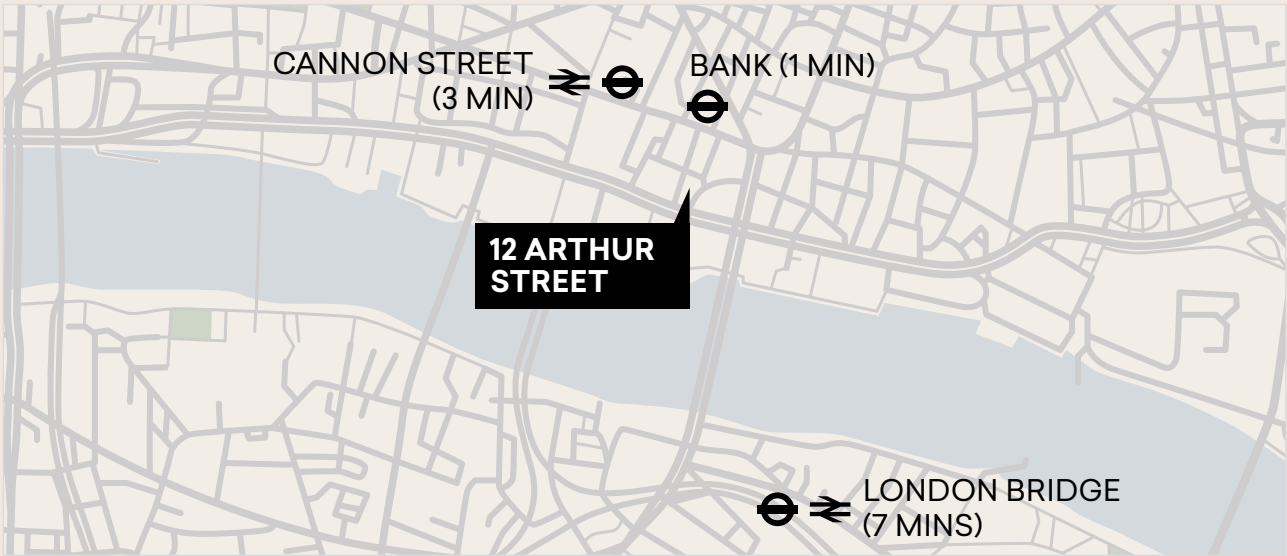 CANNON STREET
(3 MIN)
BANK (1 MIN)
12 ARTHUR
STREET
LONDON BRIDGE
(7 MINS)